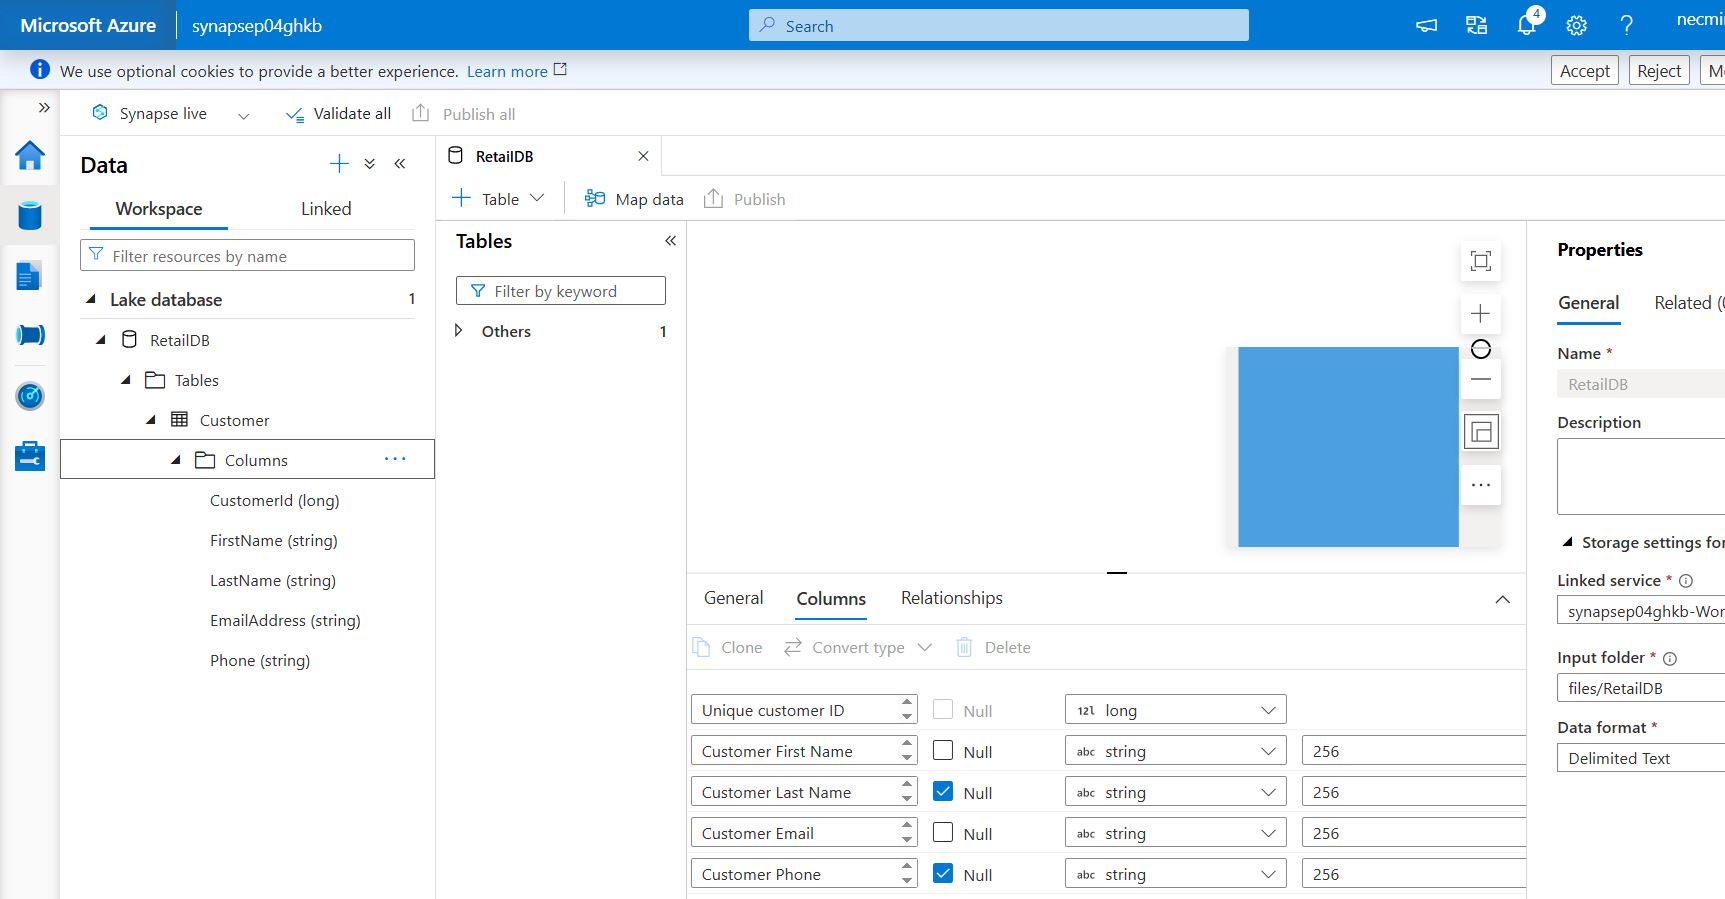 Microsoft Azure
synapsep04ghkb
Search
4
We use optional cookies to provide a better experience. Learn more
Accept
Reject
Synapse live
Validate all
Publish all
Data
Workspace
Linked
Filter resources by name
Lake database 1
RetailDB
Tables
Customer
Columns
CustomerId (long)
FirstName (string)
LastName (string)
EmailAddress (string)
Phone (string)
RetailDB
Table
Map data
Publish
Tables
Filter by keyword
Others 1
General
Columns
Relationships
Clone
Convert type
Delete
Unique customer ID Null 12l long
Customer First Name Null abc string 256
Customer Last Name Null abc string 256
Customer Email Null abc string 256
Customer Phone Null abc string 256
Properties
General
Related
Name *
RetailDB
Description
Storage settings for
Linked service *
synapsep04ghkb-Wor
Input folder *
files/RetailDB
Data format *
Delimited Text